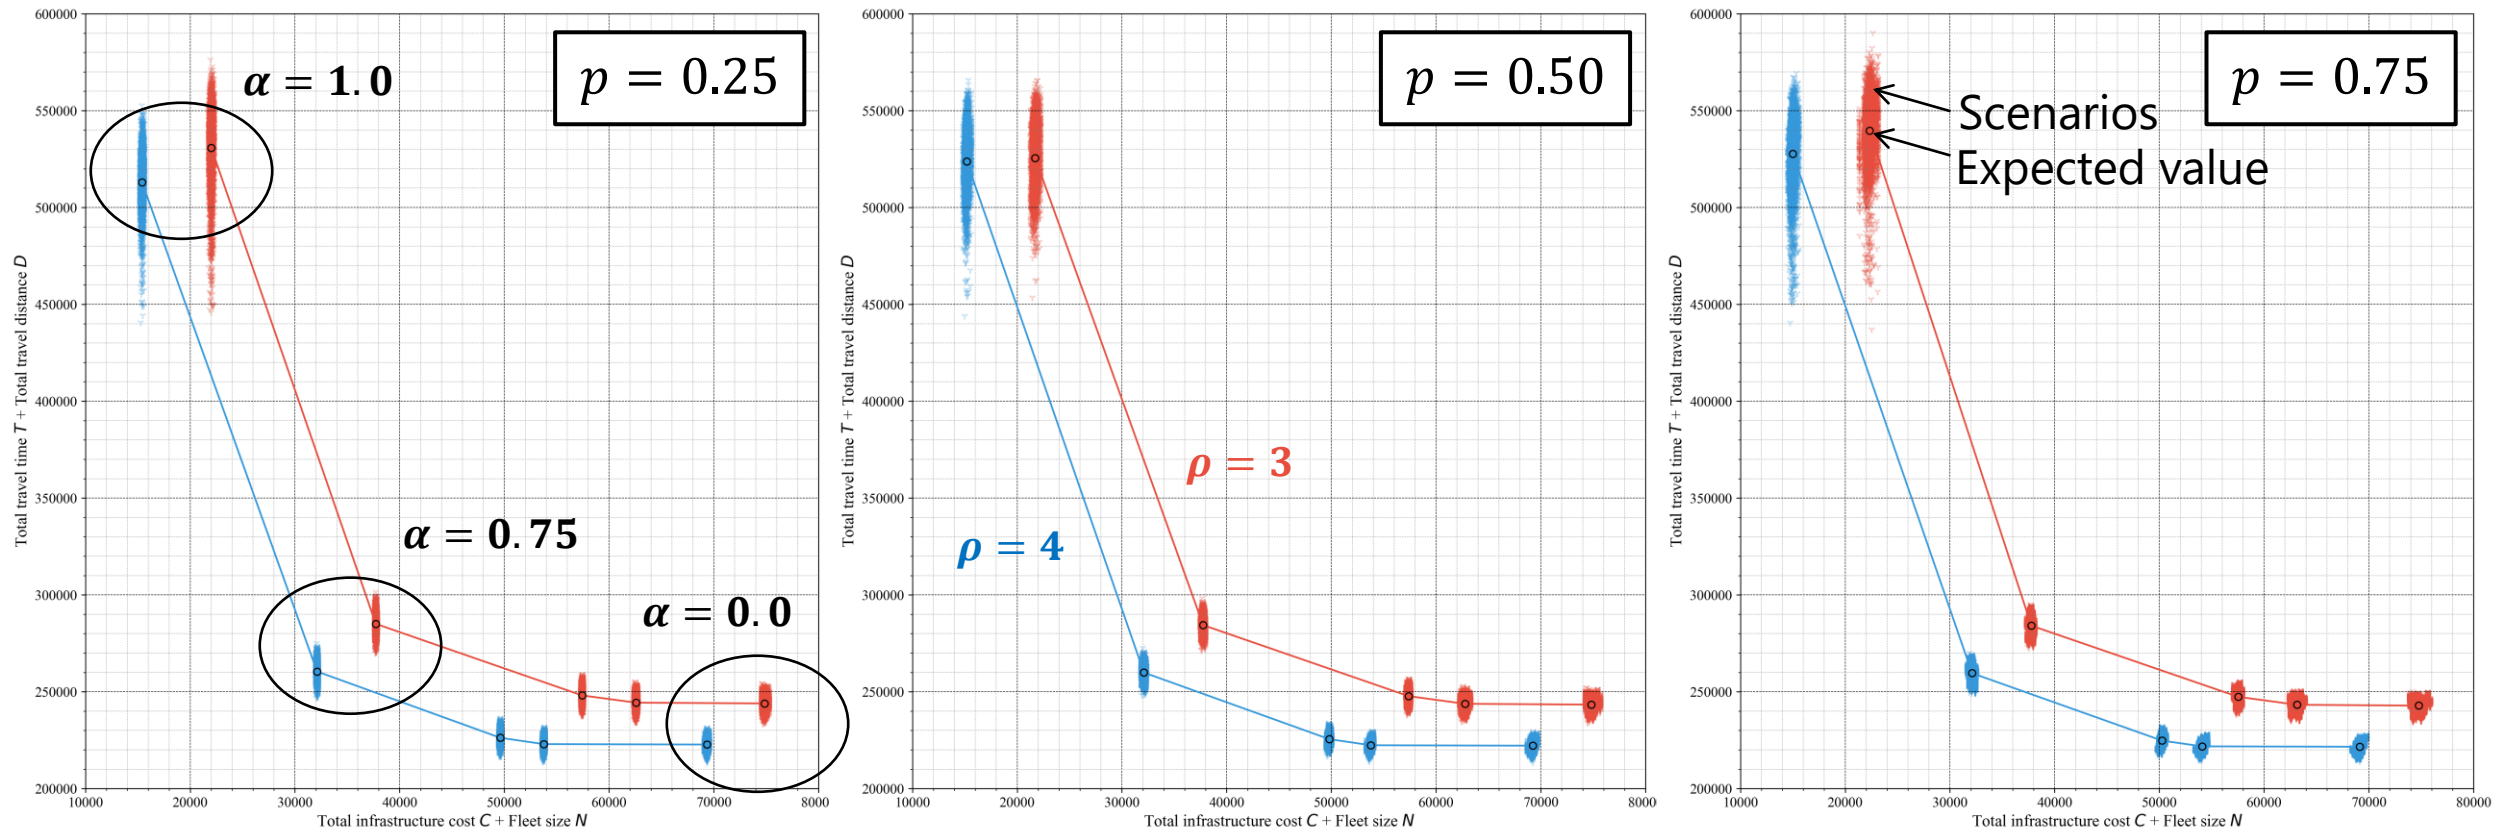 Total travel time T + Total travel distance D
600000
550000
500000
450000
400000
350000
300000
250000
200000
10000 20000 30000 40000 50000 60000 70000 8000
Total infrastructure cost C + Fleet size N
p = 0.25
α = 1.0
α = 0.75
α = 0.0
Total travel time T + Total travel distance D
600000
550000
500000
450000
400000
350000
300000
250000
200000
10000 20000 30000 40000 50000 60000 70000 8000
Total infrastructure cost C + Fleet size N
p = 0.50
ρ = 3
ρ = 4
Total travel time T + Total travel distance D
600000
550000
500000
450000
400000
350000
300000
250000
200000
10000 20000 30000 40000 50000 60000 70000 80000
Total infrastructure cost C + Fleet size N
p = 0.75
Scenarios
Expected value